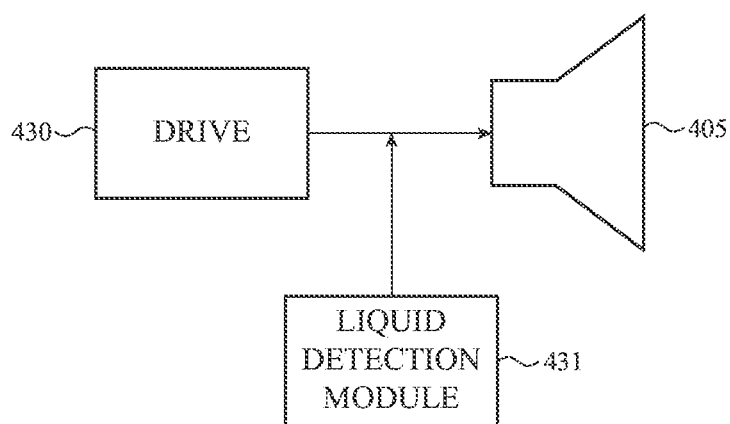 430
DRIVE
405
LIQUID
DETECTION
MODULE
431